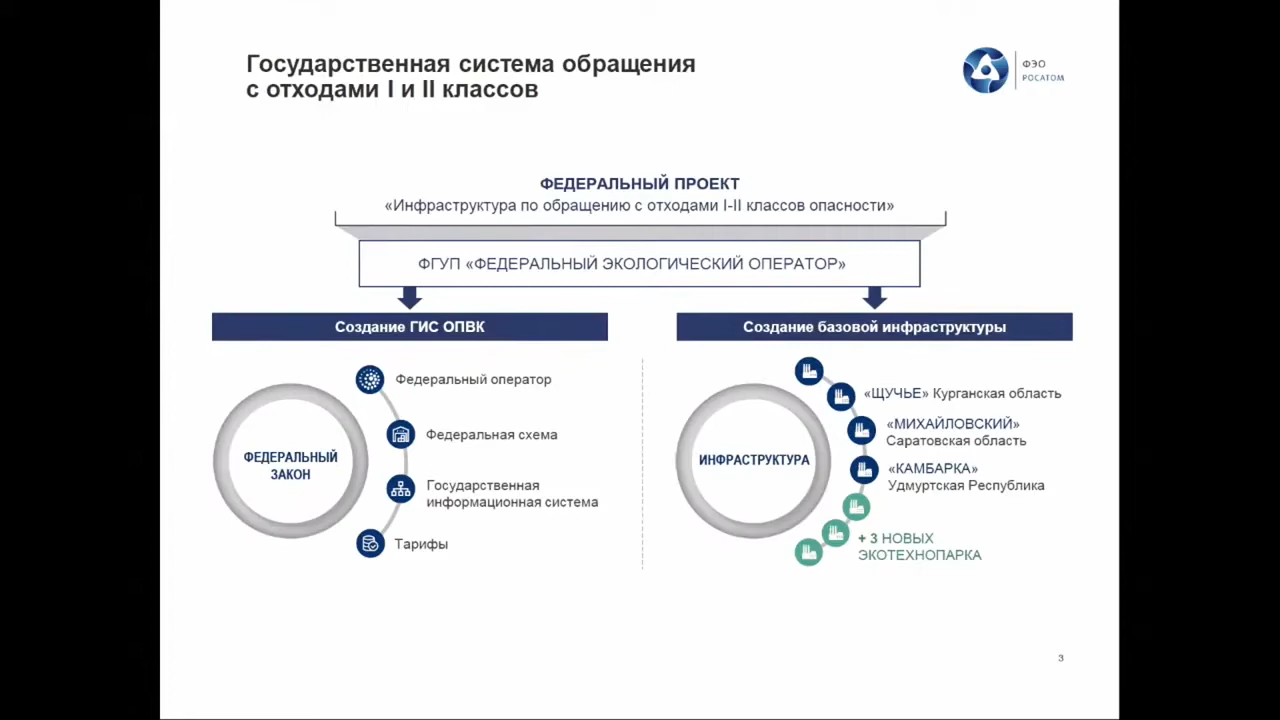 Государственная система обращения
с отходами I и II классов
ФЭО
РОСАТОМ
ФЕДЕРАЛЬНЫЙ ПРОЕКТ
«Инфраструктура по обращению с отходами I-II классов опасности»
ФГУП «ФЕДЕРАЛЬНЫЙ ЭКОЛОГИЧЕСКИЙ ОПЕРАТОР»
Создание ГИС ОПВК
ФЕДЕРАЛЬНЫЙ
ЗАКОН
Федеральный оператор
Федеральная схема
Государственная
информационная система
Тарифы
Создание базовой инфраструктуры
ИНФРАСТРУКТУРА
«ЩУЧЬЕ» Курганская область
«МИХАЙЛОВСКИЙ»
Саратовская область
«КАМБАРКА»
Удмуртская Республика
+ 3 НОВЫХ
ЭКОТЕХНОПАРКА
3